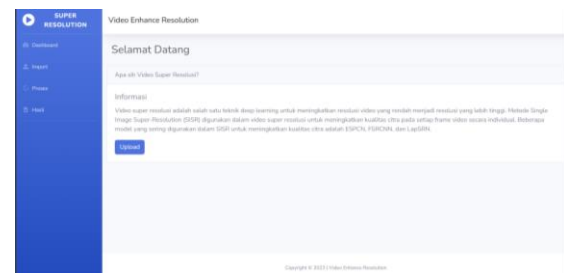 SUPER
RESOLUTION
Video Enhance Resolution
Dashboard
Import
Proses
Hasil
Selamat Datang
Apa sih Video Super Resolusi?
Informasi
Video super resolusi adalah salah satu teknik deep learning untuk meningkatkan resolusi video yang rendah menjadi resolusi yang lebih tinggi. Metode Single
Image Super-Resolution (SISR) digunakan dalam video super resolusi untuk meningkatkan kualitas citra pada setiap frame video secara individual. Beberapa
model yang sering digunakan dalam SISR untuk meningkatkan kualitas citra adalah ESPCN, FSRCNN, dan LapSRN.
Upload
Copyright © 2023 | Video Enhance Resolution